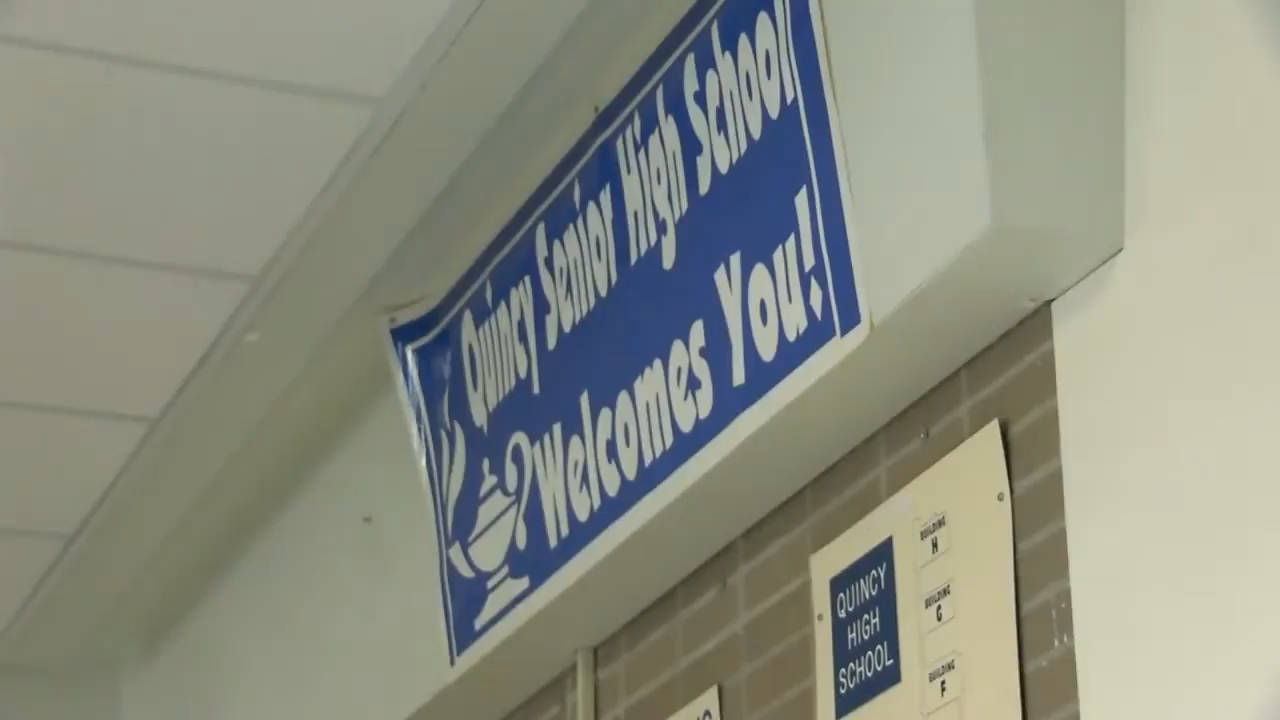 Quincy Senior High School
Welcomes You!
QUINCY
HIGH
SCHOOL
BUILDING
H
BUILDING
G
BUILDING
F